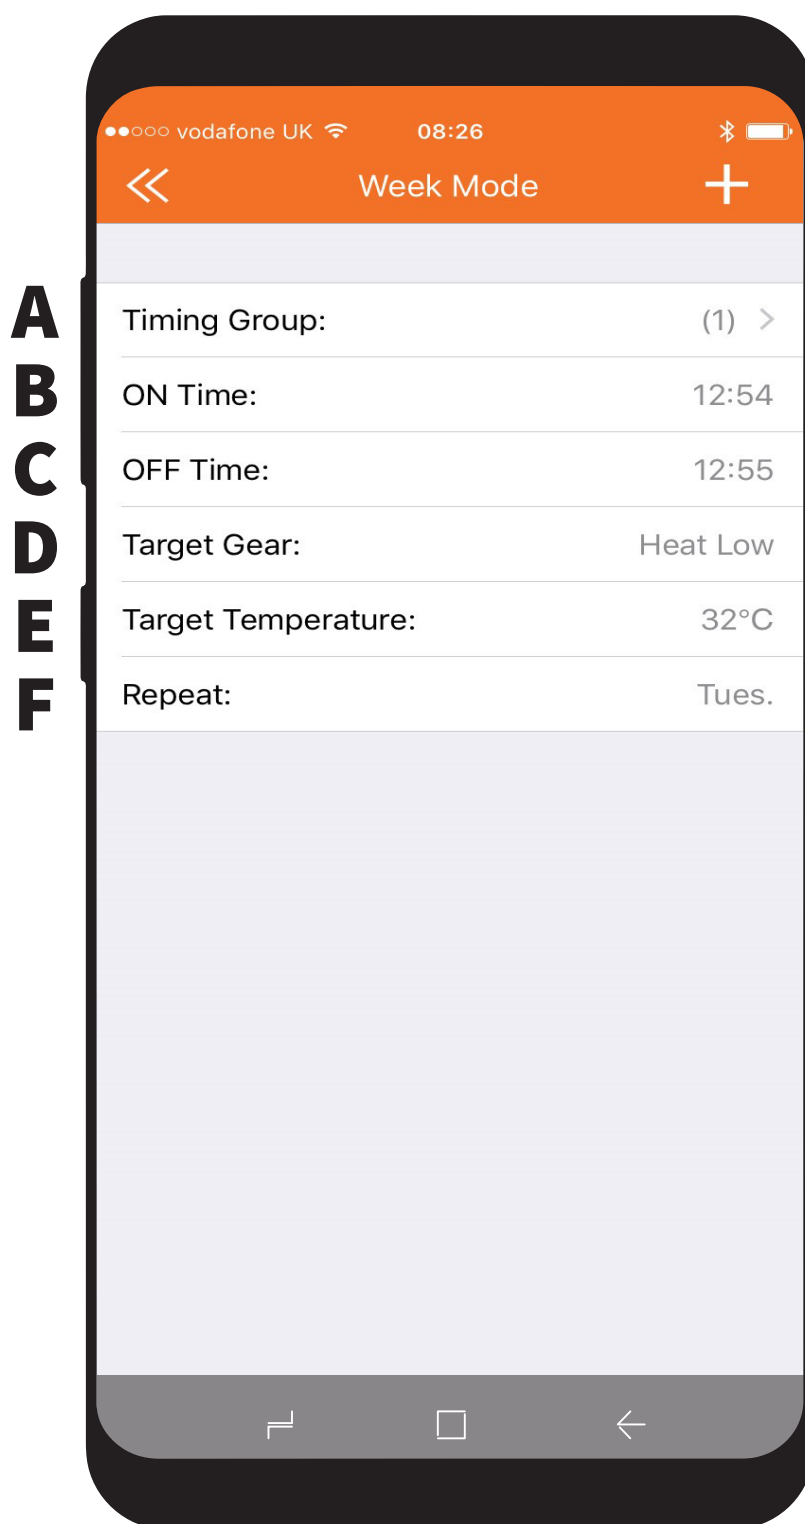 vodafone UK 08:26
Week Mode
A Timing Group: (1) >
B ON Time: 12:54
C OFF Time: 12:55
D Target Gear: Heat Low
E Target Temperature: 32°C
F Repeat: Tues.